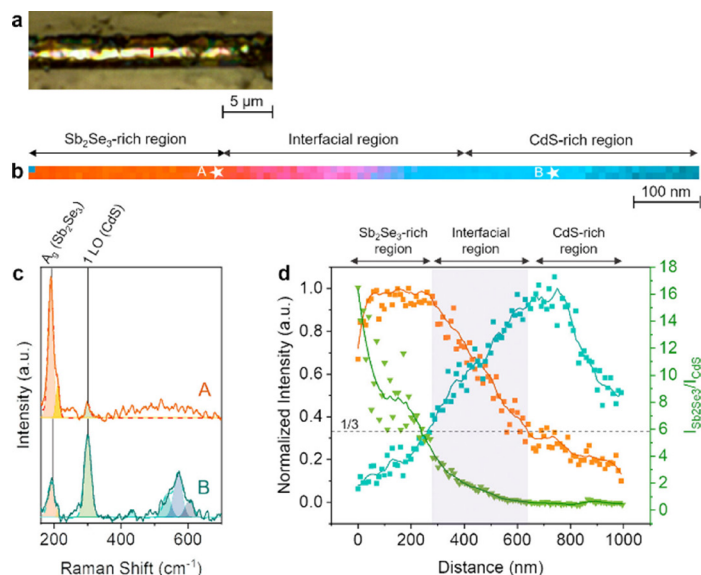 a
5 μm
Sb₂Se₃-rich region Interfacial region CdS-rich region
b A B
100 nm
c
A_g (Sb₂Se₃)
1 LO (CdS)
Intensity (a.u.)
A
B
200 400 600
Raman Shift (cm⁻¹)
Sb₂Se₃-rich region
Interfacial region
CdS-rich region
d
Normalized Intensity (a.u.)
1.0
0.8
0.6
0.4
0.2
0.0
1/3
18
16
14
12
10
8
6
4
2
0
I_Sb2Se3/I_CdS
0 200 400 600 800 1000
Distance (nm)